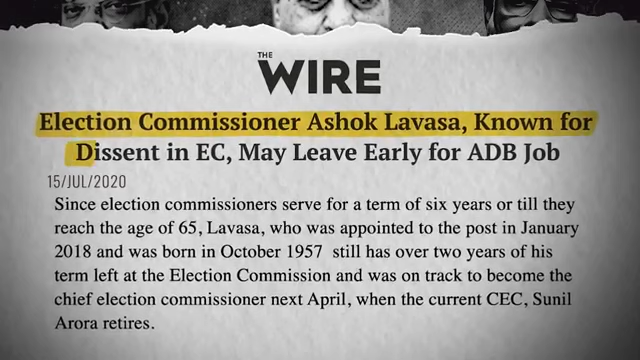 THE
WIRE
Election Commissioner Ashok Lavasa, Known for
Dissent in EC, May Leave Early for ADB Job
15/JUL/2020
Since election commissioners serve for a term of six years or till they
reach the age of 65, Lavasa, who was appointed to the post in January
2018 and was born in October 1957 still has over two years of his
term left at the Election Commission and was on track to become the
chief election commissioner next April, when the current CEC, Sunil
Arora retires.